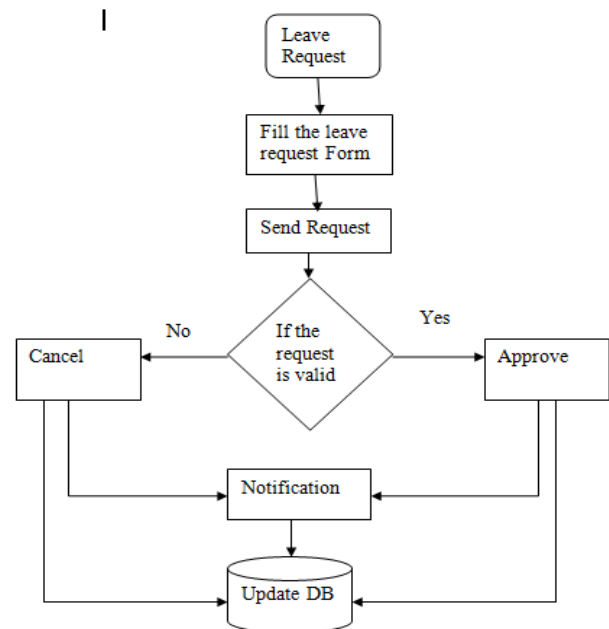 Leave
Request
Fill the leave
request Form
Send Request
No
If the
request
is valid
Yes
Cancel
Approve
Notification
Update DB